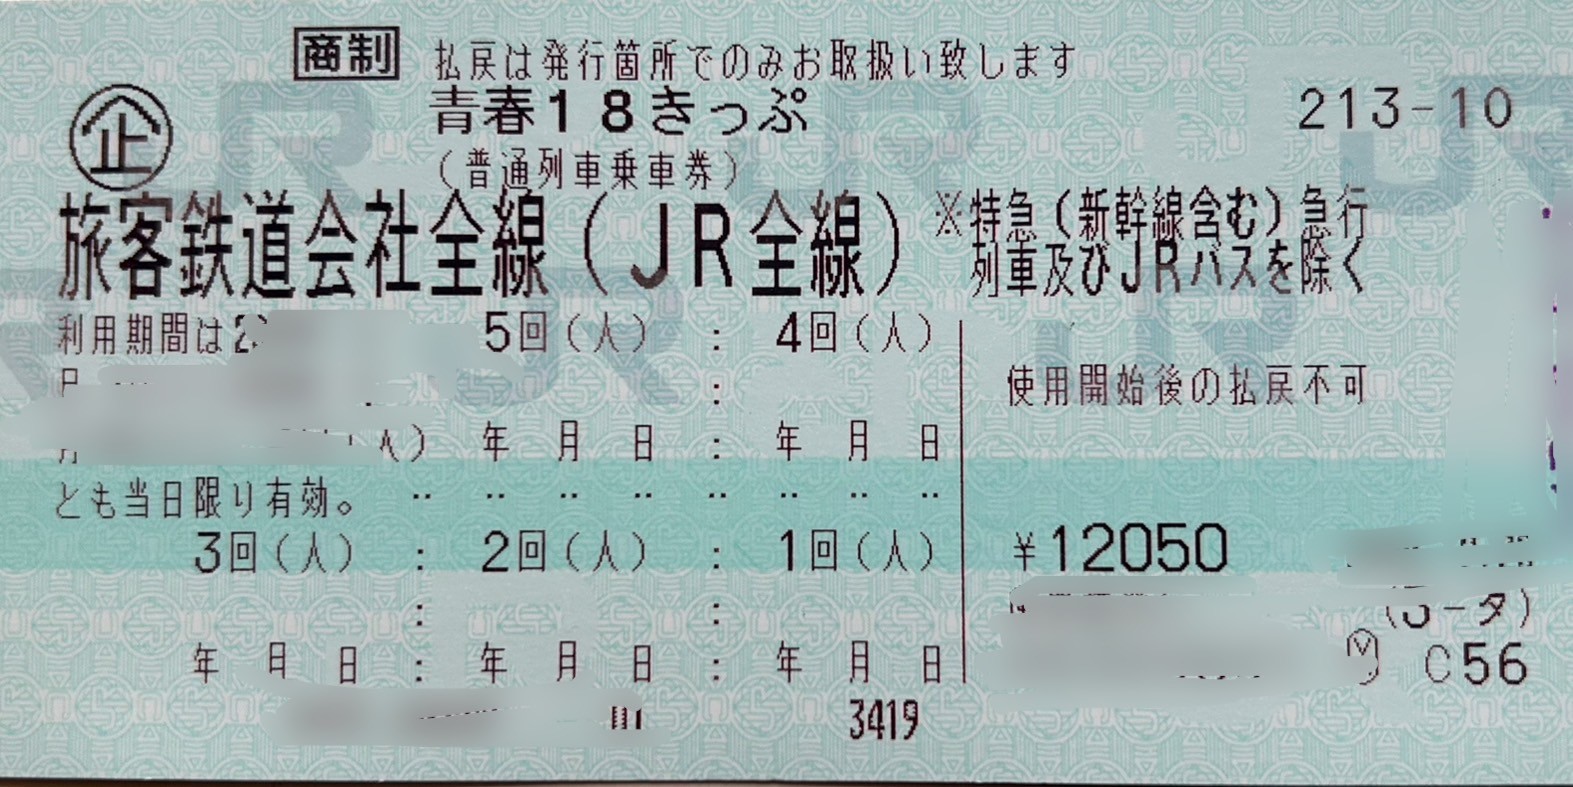 商制 払戻は発行箇所でのみお取扱い致します
企 青春18きっぷ 213-10
(普通列車乗車券)
旅客鉄道会社全線(JR全線) ※特急(新幹線含む)急行
列車及びJRバスを除く
利用期間は2 5回(人) : 4回(人)
:
使用開始後の払戻不可
人) 年 月 日 : 年 月 日
とも当日限り有効。 ‥ ‥ ‥ ‥ ‥ ‥ ‥ ‥
3回(人) : 2回(人) : 1回(人) ¥12050
: :
年 月 日 : 年 月 日 : 年 月 日 C56
3419